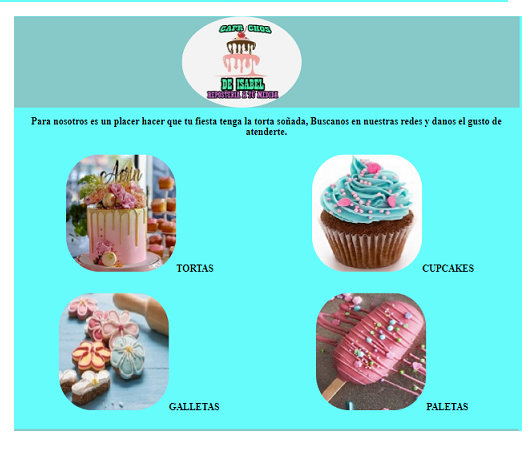 CAPR CHOS
DE ISABEL
REPOSTERIA A TU MEDIDA
Para nosotros es un placer hacer que tu fiesta tenga la torta soñada, Buscanos en nuestras redes y danos el gusto de
atenderte.
TORTAS
CUPCAKES
GALLETAS
PALETAS